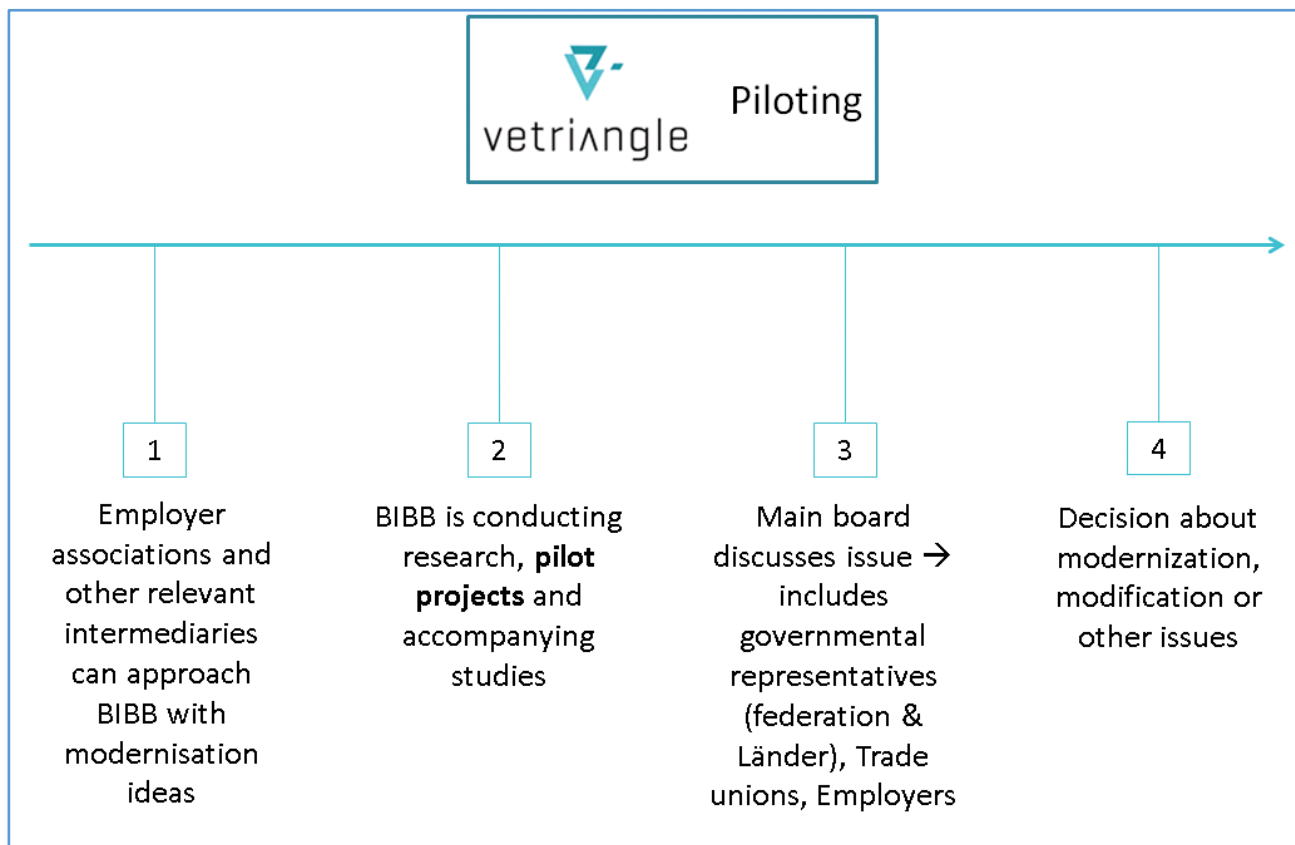 vetriangle
Piloting
1
Employer
associations and
other relevant
intermediaries
can approach
BIBB with
modernisation
ideas
2
BIBB is conducting
research, pilot
projects and
accompanying
studies
3
Main board
discusses issue →
includes
governmental
representatives
(federation &
Länder), Trade
unions, Employers
4
Decision about
modernization,
modification or
other issues